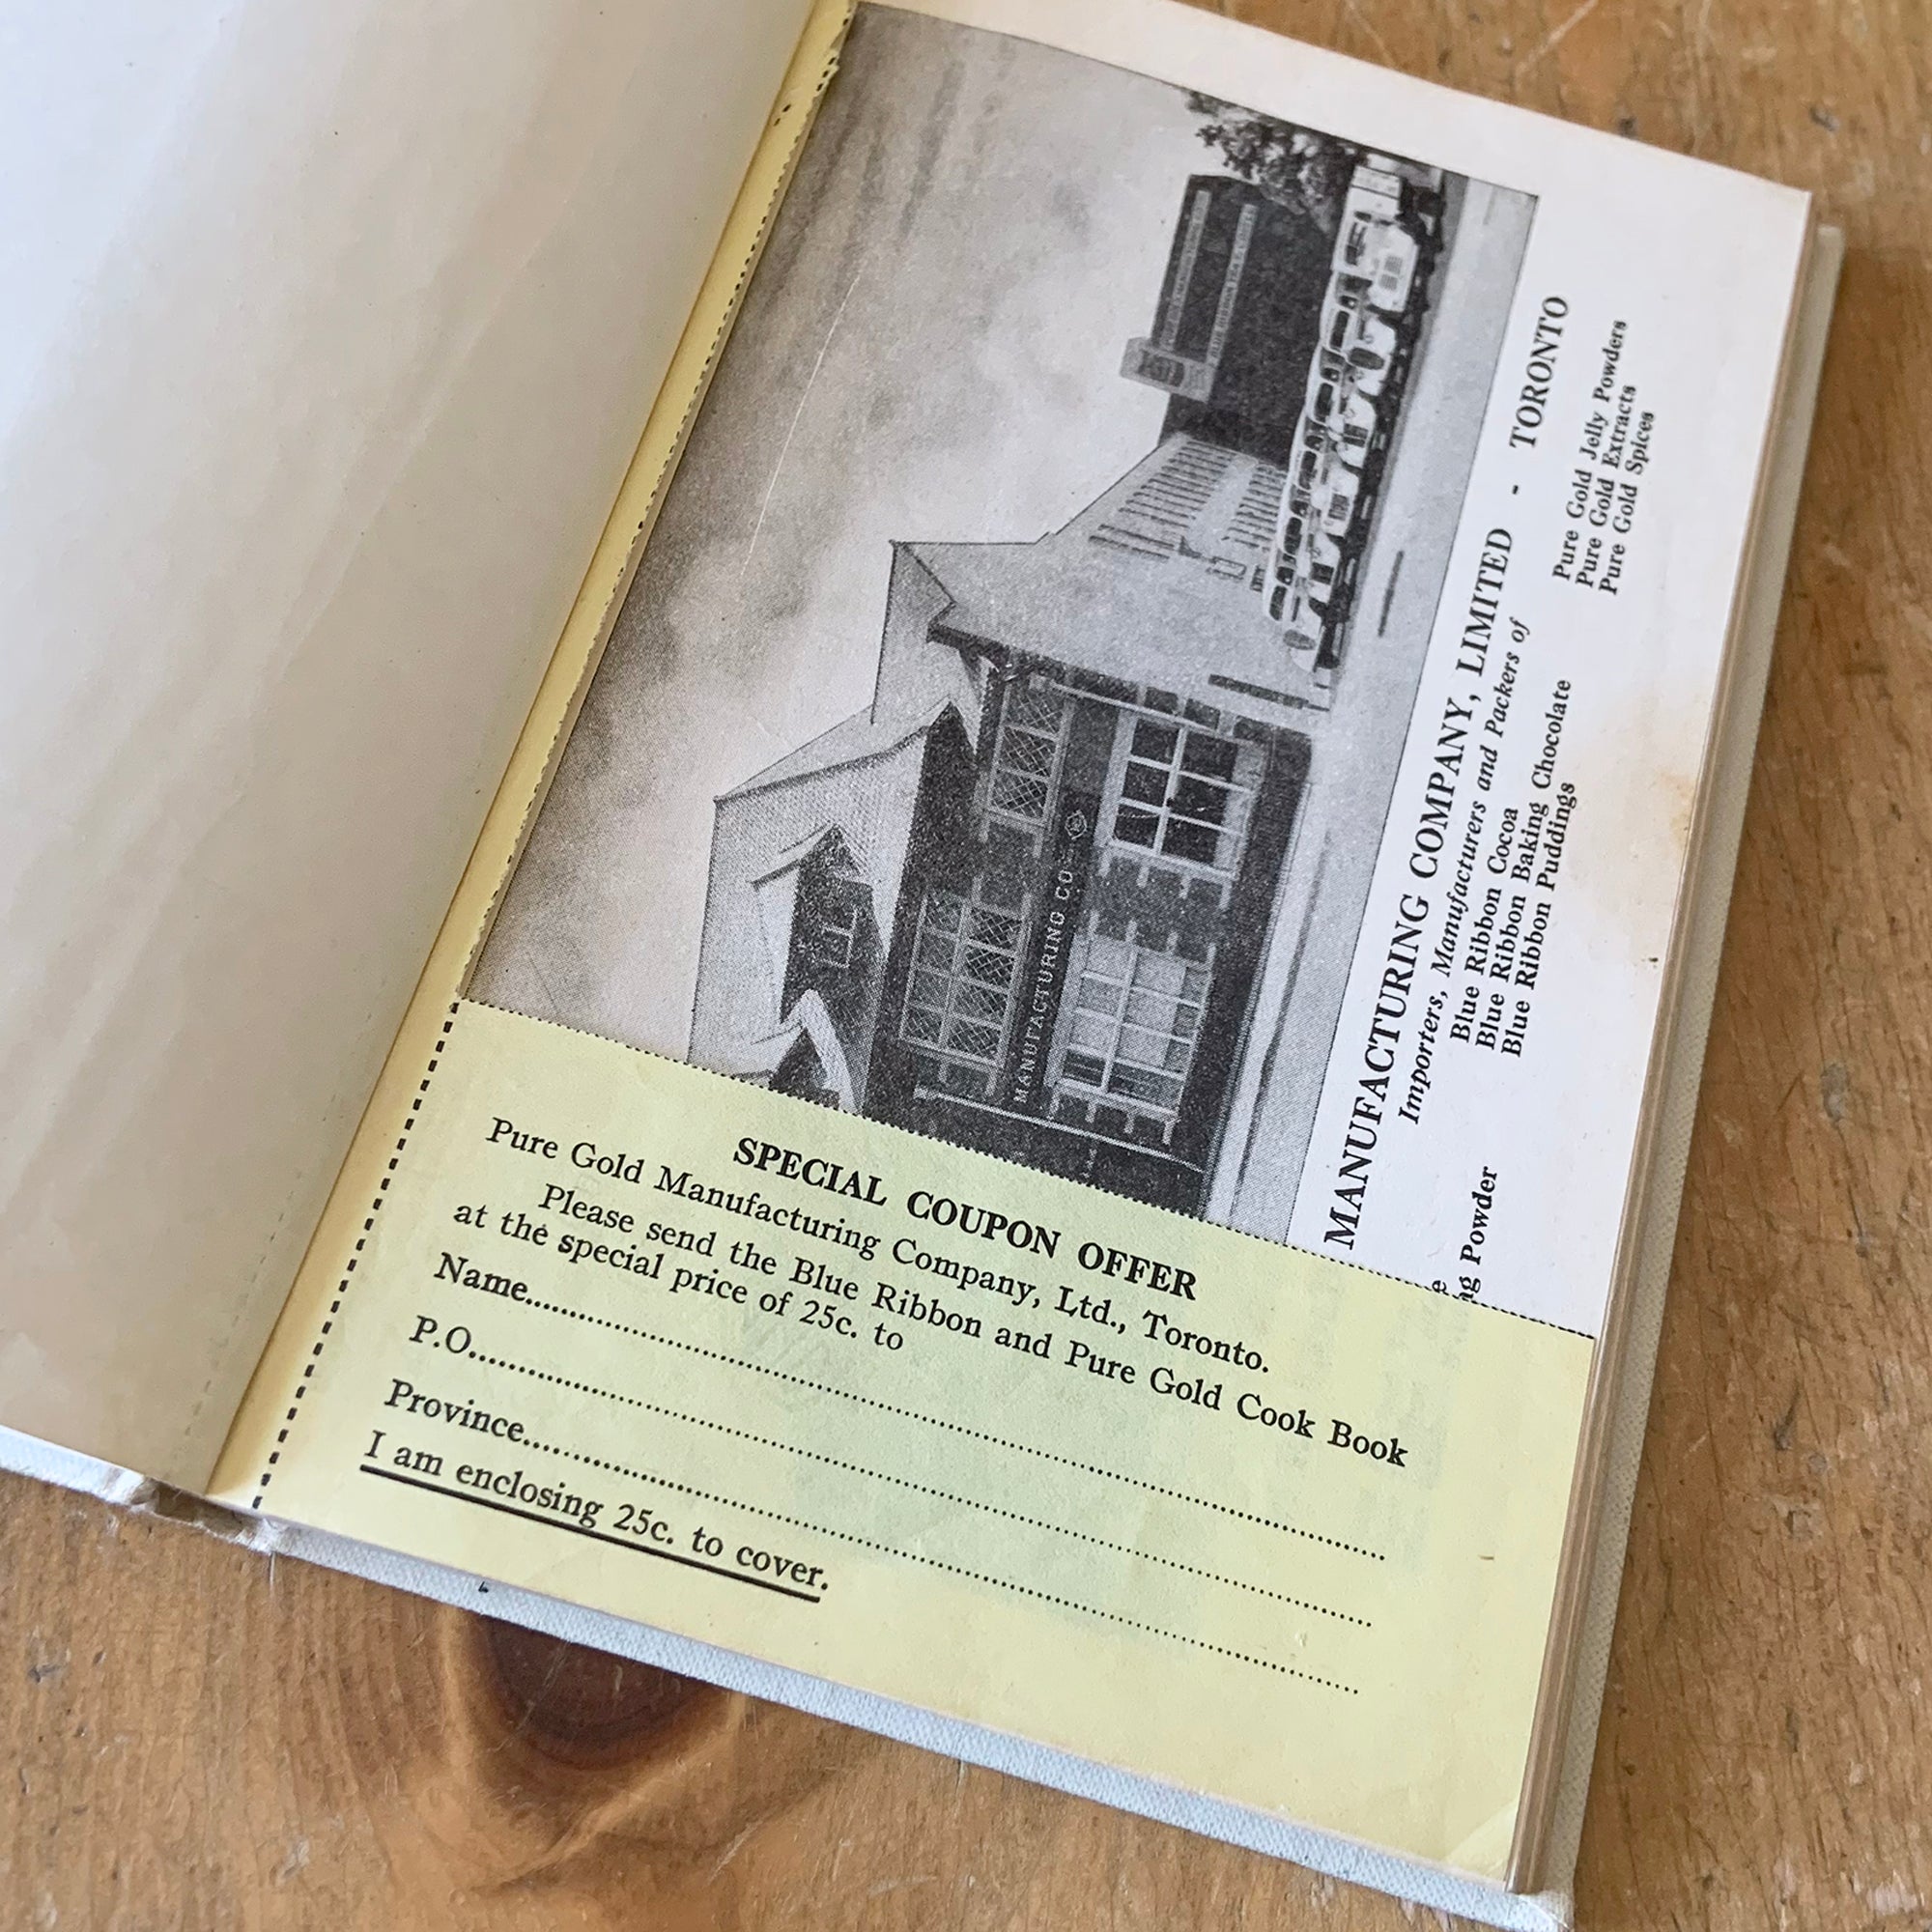 SPECIAL COUPON OFFER
Pure Gold Manufacturing Company, Ltd., Toronto.
Please send the Blue Ribbon and Pure Gold Cook Book
at the special price of 25c. to
Name
P.O.
Province
I am enclosing 25c. to cover.
MANUFACTURING CO
MANUFACTURING COMPANY, LIMITED - TORONTO
Importers, Manufacturers and Packers of
e
ng Powder
Blue Ribbon Cocoa
Blue Ribbon Baking Chocolate
Blue Ribbon Puddings
Pure Gold Jelly Powders
Pure Gold Extracts
Pure Gold Spices